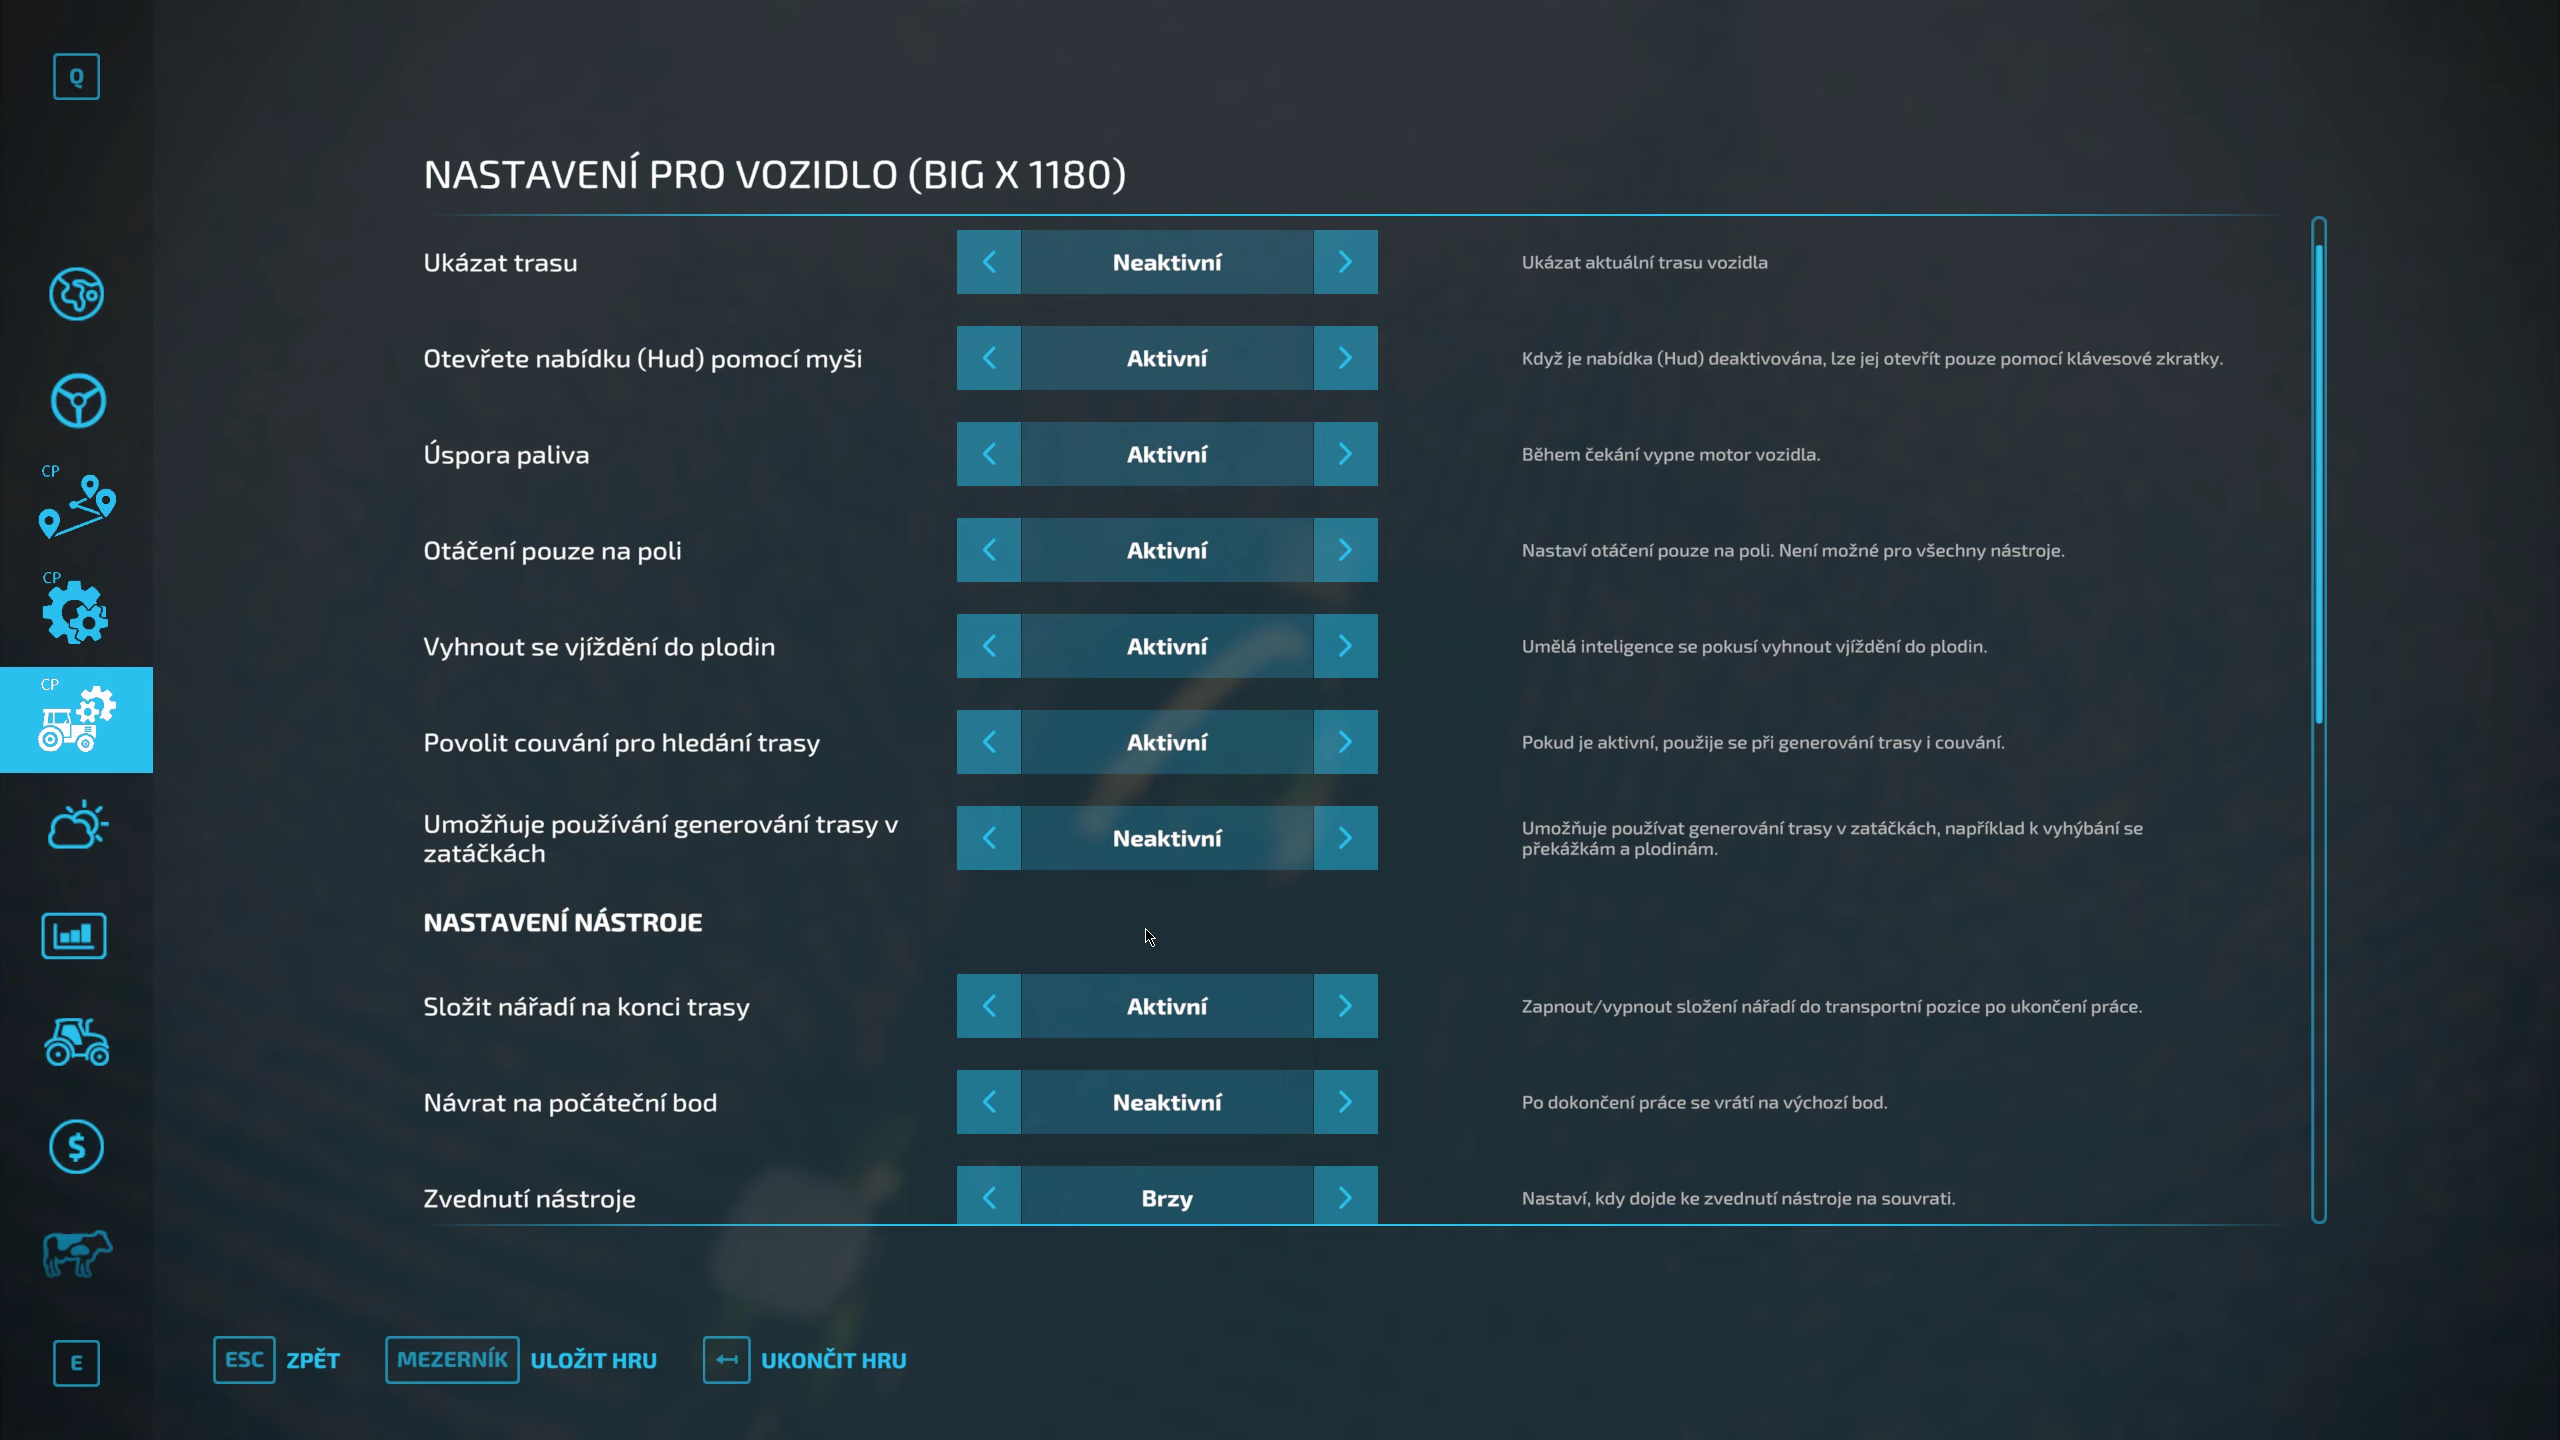 Q
NASTAVENÍ PRO VOZIDLO (BIG X 1180)
Ukázat trasu
Neaktivní
Ukázat aktuální trasu vozidla
Otevřete nabídku (Hud) pomocí myši
Aktivní
Když je nabídka (Hud) deaktivována, lze jej otevřít pouze pomocí klávesové zkratky.
Úspora paliva
Aktivní
Během čekání vypne motor vozidla.
CP
Otáčení pouze na poli
Aktivní
Nastaví otáčení pouze na poli. Není možné pro všechny nástroje.
CP
Vyhnout se vjíždění do plodin
Aktivní
Umělá inteligence se pokusí vyhnout vjíždění do plodin.
CP
Povolit couvání pro hledání trasy
Aktivní
Pokud je aktivní, použije se při generování trasy i couvání.
Umožňuje používání generování trasy v
zatáčkách
Neaktivní
Umožňuje používat generování trasy v zatáčkách, například k vyhýbání se
překážkám a plodinám.
NASTAVENÍ NÁSTROJE
Složit nářadí na konci trasy
Aktivní
Zapnout/vypnout složení nářadí do transportní pozice po ukončení práce.
Návrat na počáteční bod
Neaktivní
Po dokončení práce se vrátí na výchozí bod.
Zvednutí nástroje
Brzy
Nastaví, kdy dojde ke zvednutí nástroje na souvrati.
E
ESC ZPĚT MEZERNÍK ULOŽIT HRU UKONČIT HRU